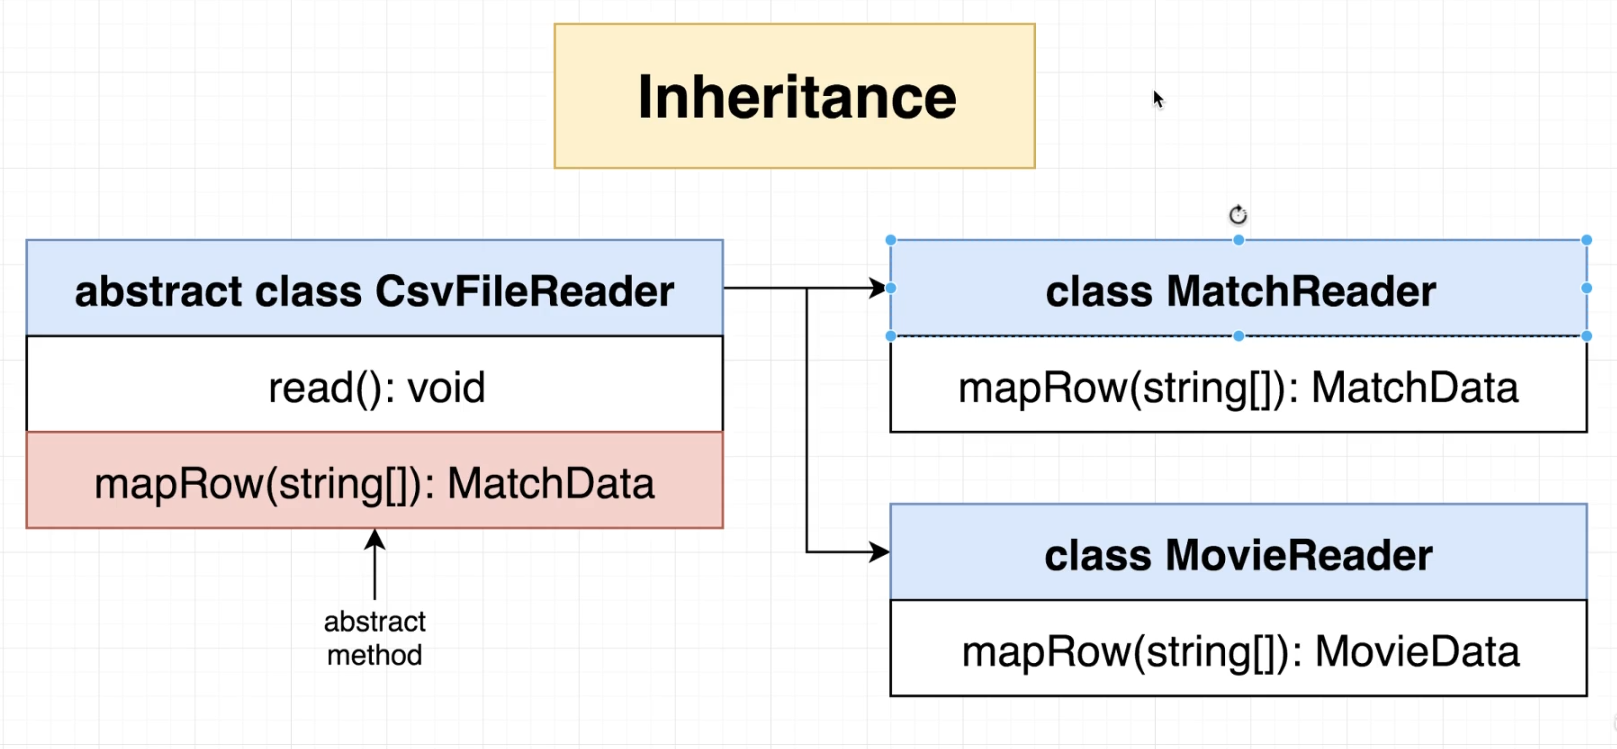 Inheritance
abstract class CsvFileReader
read(): void
mapRow(string[]): MatchData
abstract
method
class MatchReader
mapRow(string[]): MatchData
class MovieReader
mapRow(string[]): MovieData